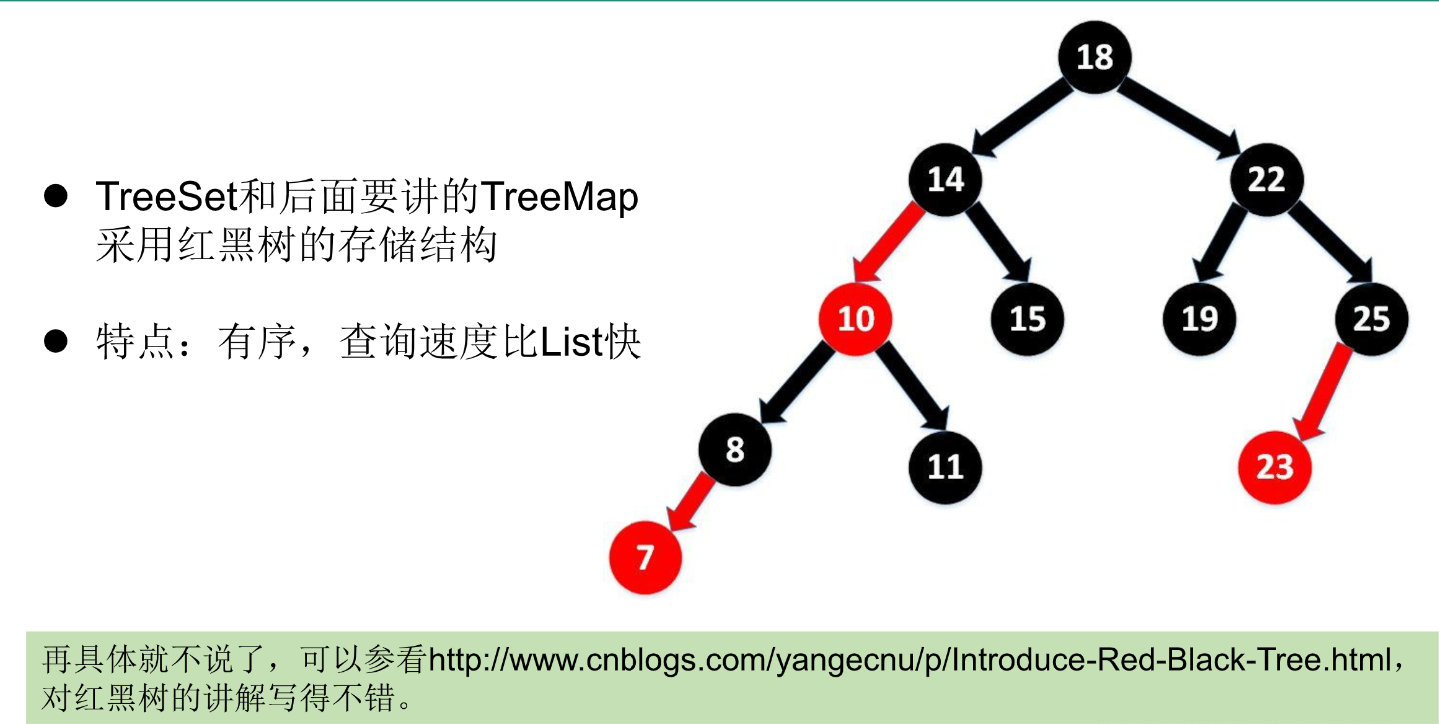 TreeSet和后面要讲的TreeMap
采用红黑树的存储结构
特点：有序，查询速度比List快
18
14
22
10
15
19
25
8
11
23
7
再具体就不说了，可以参看http://www.cnblogs.com/yangecnu/p/Introduce-Red-Black-Tree.html，
对红黑树的讲解写得不错。